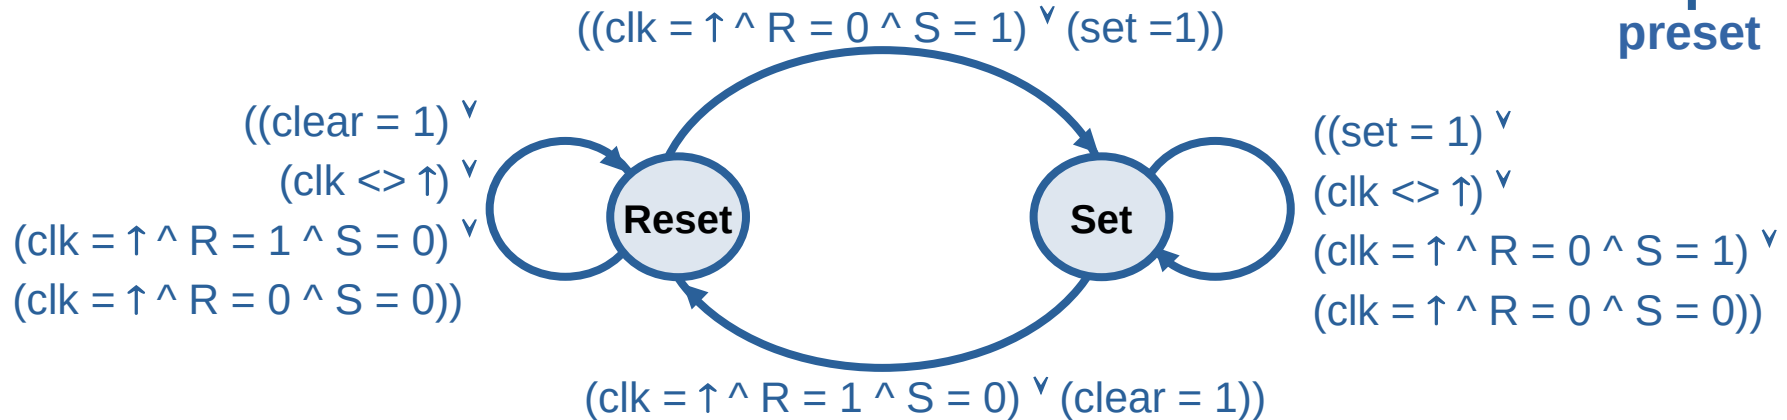 ((clk = ↑ ^ R = 0 ^ S = 1) ˅ (set =1))
preset
((clear = 1) ˅
(clk <> ↑) ˅
(clk = ↑ ^ R = 1 ^ S = 0) ˅
(clk = ↑ ^ R = 0 ^ S = 0))
Reset
Set
((set = 1) ˅
(clk <> ↑) ˅
(clk = ↑ ^ R = 0 ^ S = 1) ˅
(clk = ↑ ^ R = 0 ^ S = 0))
(clk = ↑ ^ R = 1 ^ S = 0) ˅ (clear = 1))